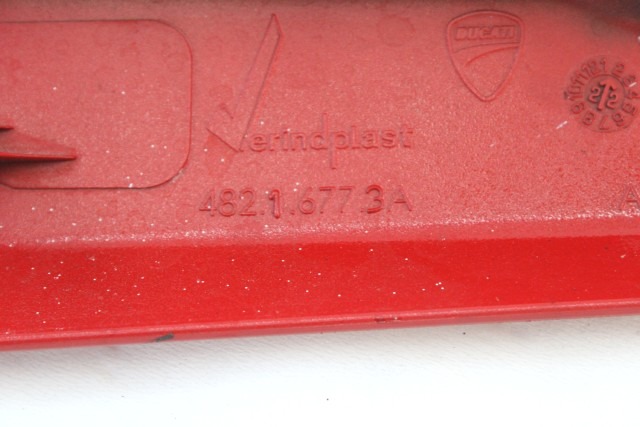 DUCATI
Verindplast
482.1.677.3A